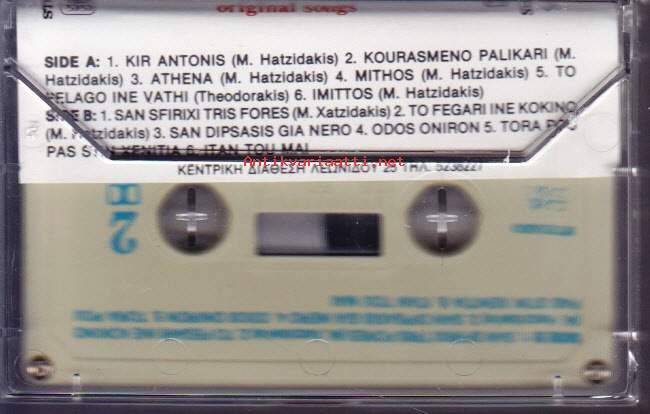 original songs
SIDE A: 1. KIR ANTONIS (M. Hatzidakis) 2. KOURASMENO PALIKARI (M.
Hatzidakis) 3. ATHENA (M. Hatzidakis) 4. MITHOS (M. Hatzidakis) 5. TO
PELAGO INE VATHI (Theodorakis) 6. IMITTOS (M. Hatzidakis)
SIDE B: 1. SAN SFIRIXI TRIS FORES (M. Xatzidakis) 2. TO FEGARI INE KOKINO
(M. Hatzidakis) 3. SAN DIPSASIS GIA NERO 4. ODOS ONIRON 5. TORA POU
PAS STIN XENITIA 6. ITAN TOU MAI
Antikvariaatti.net
ΚΕΝΤΡΙΚΗ ΔΙΑΘΕΣΗ ΛΕΩΝΙΔΟΥ 25 ΤΗΛ. 5238227
2